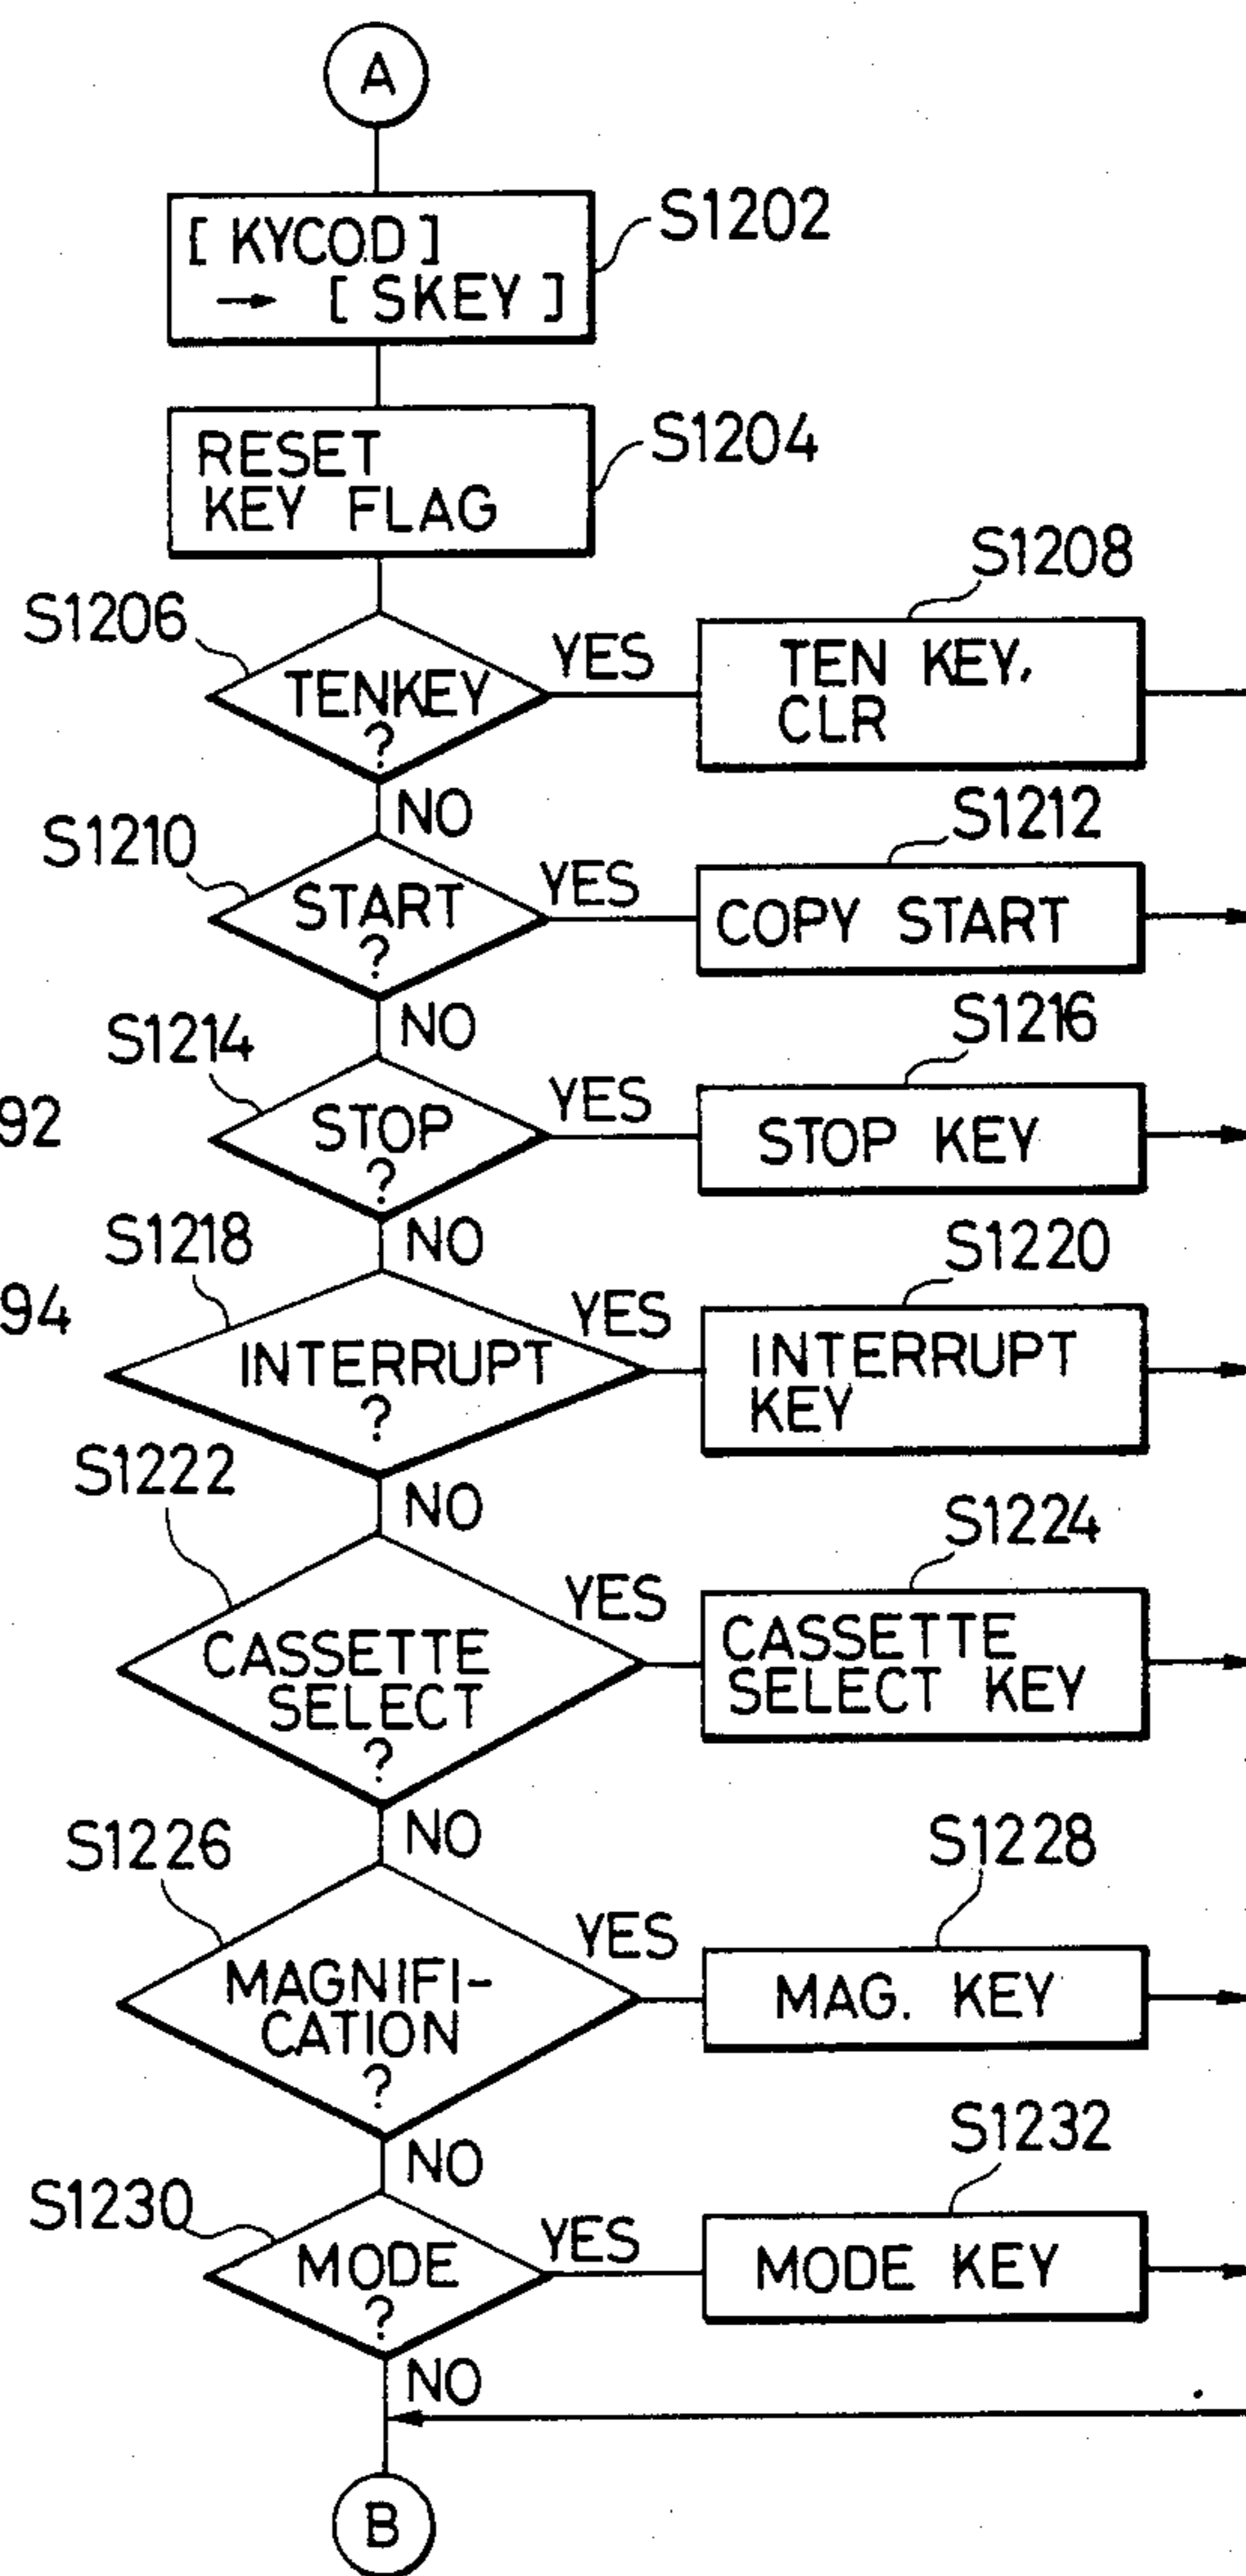 A
[ KYCOD ]
→ [ SKEY ]
S1202
RESET
KEY FLAG
S1204
S1206
TENKEY
?
YES
NO
S1208
TEN KEY,
CLR
S1210
START
?
YES
NO
S1212
COPY START
92
S1214
STOP
?
YES
NO
S1216
STOP KEY
94
S1218
INTERRUPT
?
YES
NO
S1220
INTERRUPT
KEY
S1222
CASSETTE
SELECT
?
YES
NO
S1224
CASSETTE
SELECT KEY
S1226
MAGNIFI-
CATION
?
YES
NO
S1228
MAG. KEY
S1230
MODE
?
YES
NO
S1232
MODE KEY
B